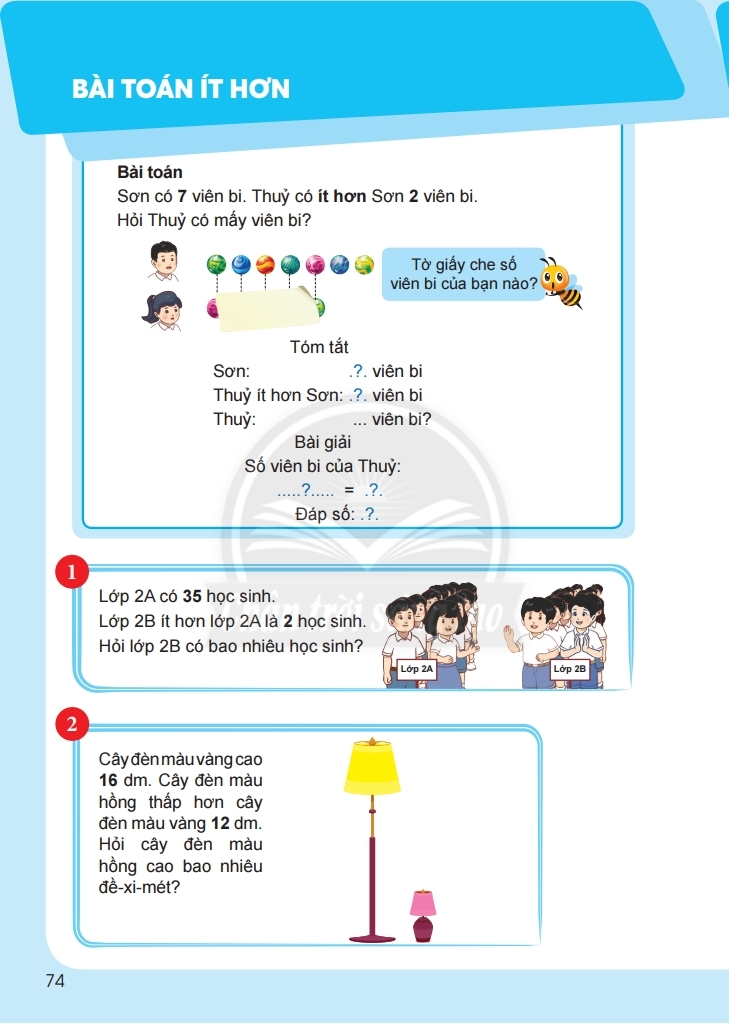 BÀI TOÁN ÍT HƠN
Bài toán
Sơn có 7 viên bi. Thuỷ có ít hơn Sơn 2 viên bi.
Hỏi Thuỷ có mấy viên bi?
Tờ giấy che số
viên bi của bạn nào?
Tóm tắt
Sơn: .?. viên bi
Thuỷ ít hơn Sơn: .?. viên bi
Thuỷ: ... viên bi?
Bài giải
Số viên bi của Thuỷ:
.....?..... = .?.
Đáp số: .?.
1
Lớp 2A có 35 học sinh.
Lớp 2B ít hơn lớp 2A là 2 học sinh.
Hỏi lớp 2B có bao nhiêu học sinh?
Lớp 2A
Lớp 2B
Chân trời sáng tạo
2
Cây đèn màu vàng cao
16 dm. Cây đèn màu
hồng thấp hơn cây
đèn màu vàng 12 dm.
Hỏi cây đèn màu
hồng cao bao nhiêu
đề-xi-mét?
74